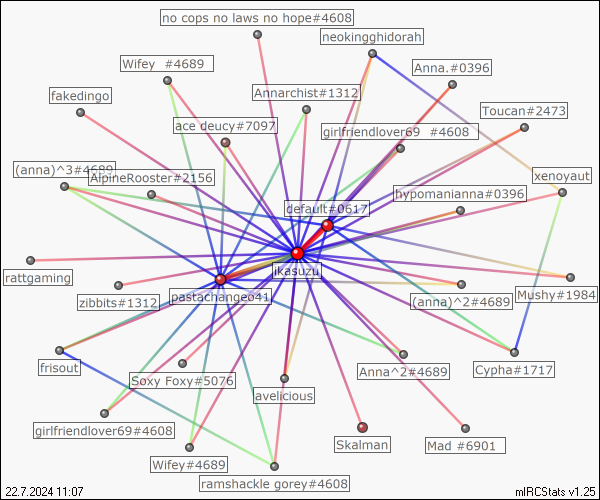 no cops no laws no hope#4608
neokingghidorah
Wifey #4689
Anna.#0396
fakedingo
Annarchist#1312
Toucan#2473
ace deucy#7097
girlfriendlover69 #4608
(anna)^3#4689
AlpineRooster#2156
xenoyaut
hypomanianna#0396
default#0617
rattgaming
ikasuzu
zibbits#1312
pastachangeo41
(anna)^2#4689
Mushy#1984
frisout
Soxy Foxy#5076
Anna^2#4689
Cypha#1717
avelicious
girlfriendlover69#4608
Skalman
Mad #6901
Wifey#4689
ramshackle gorey#4608
22.7.2024 11:07
mIRCStats v1.25